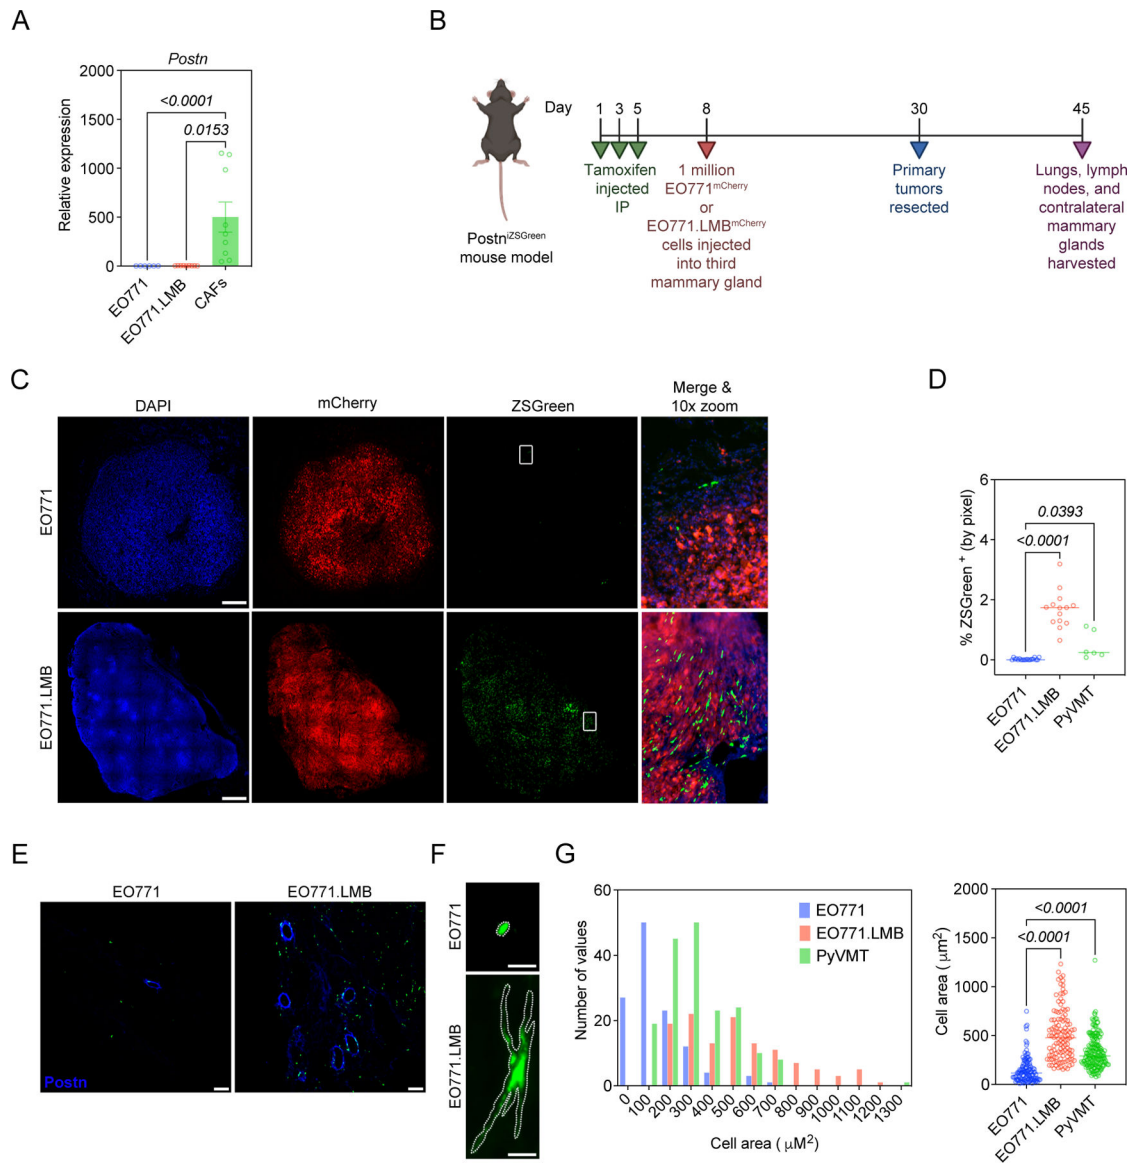 A
Postn
2000
1500
1000
500
0
Relative expression
<0.0001
0.0153
EO771
EO771.LMB
CAFs
B
Day
1
3
5
8
30
45
Postn^iZSGreen
mouse model
Tamoxifen
injected
IP
1 million
EO771^mCherry
or
EO771.LMB^mCherry
cells injected
into third
mammary gland
Primary
tumors
resected
Lungs, lymph
nodes, and
contralateral
mammary
glands
harvested
C
DAPI
mCherry
ZSGreen
Merge &
10x zoom
EO771
EO771.LMB
D
% ZSGreen + (by pixel)
6
4
2
0
0.0393
<0.0001
EO771
EO771.LMB
PyVMT
E
EO771
EO771.LMB
Postn
F
EO771
EO771.LMB
G
Number of values
60
40
20
0
EO771
EO771.LMB
PyVMT
0
100
200
300
400
500
600
700
800
900
1000
1100
1200
1300
Cell area ( μM²)
Cell area ( μm²)
2000
1500
1000
500
0
<0.0001
<0.0001
EO771
EO771.LMB
PyVMT